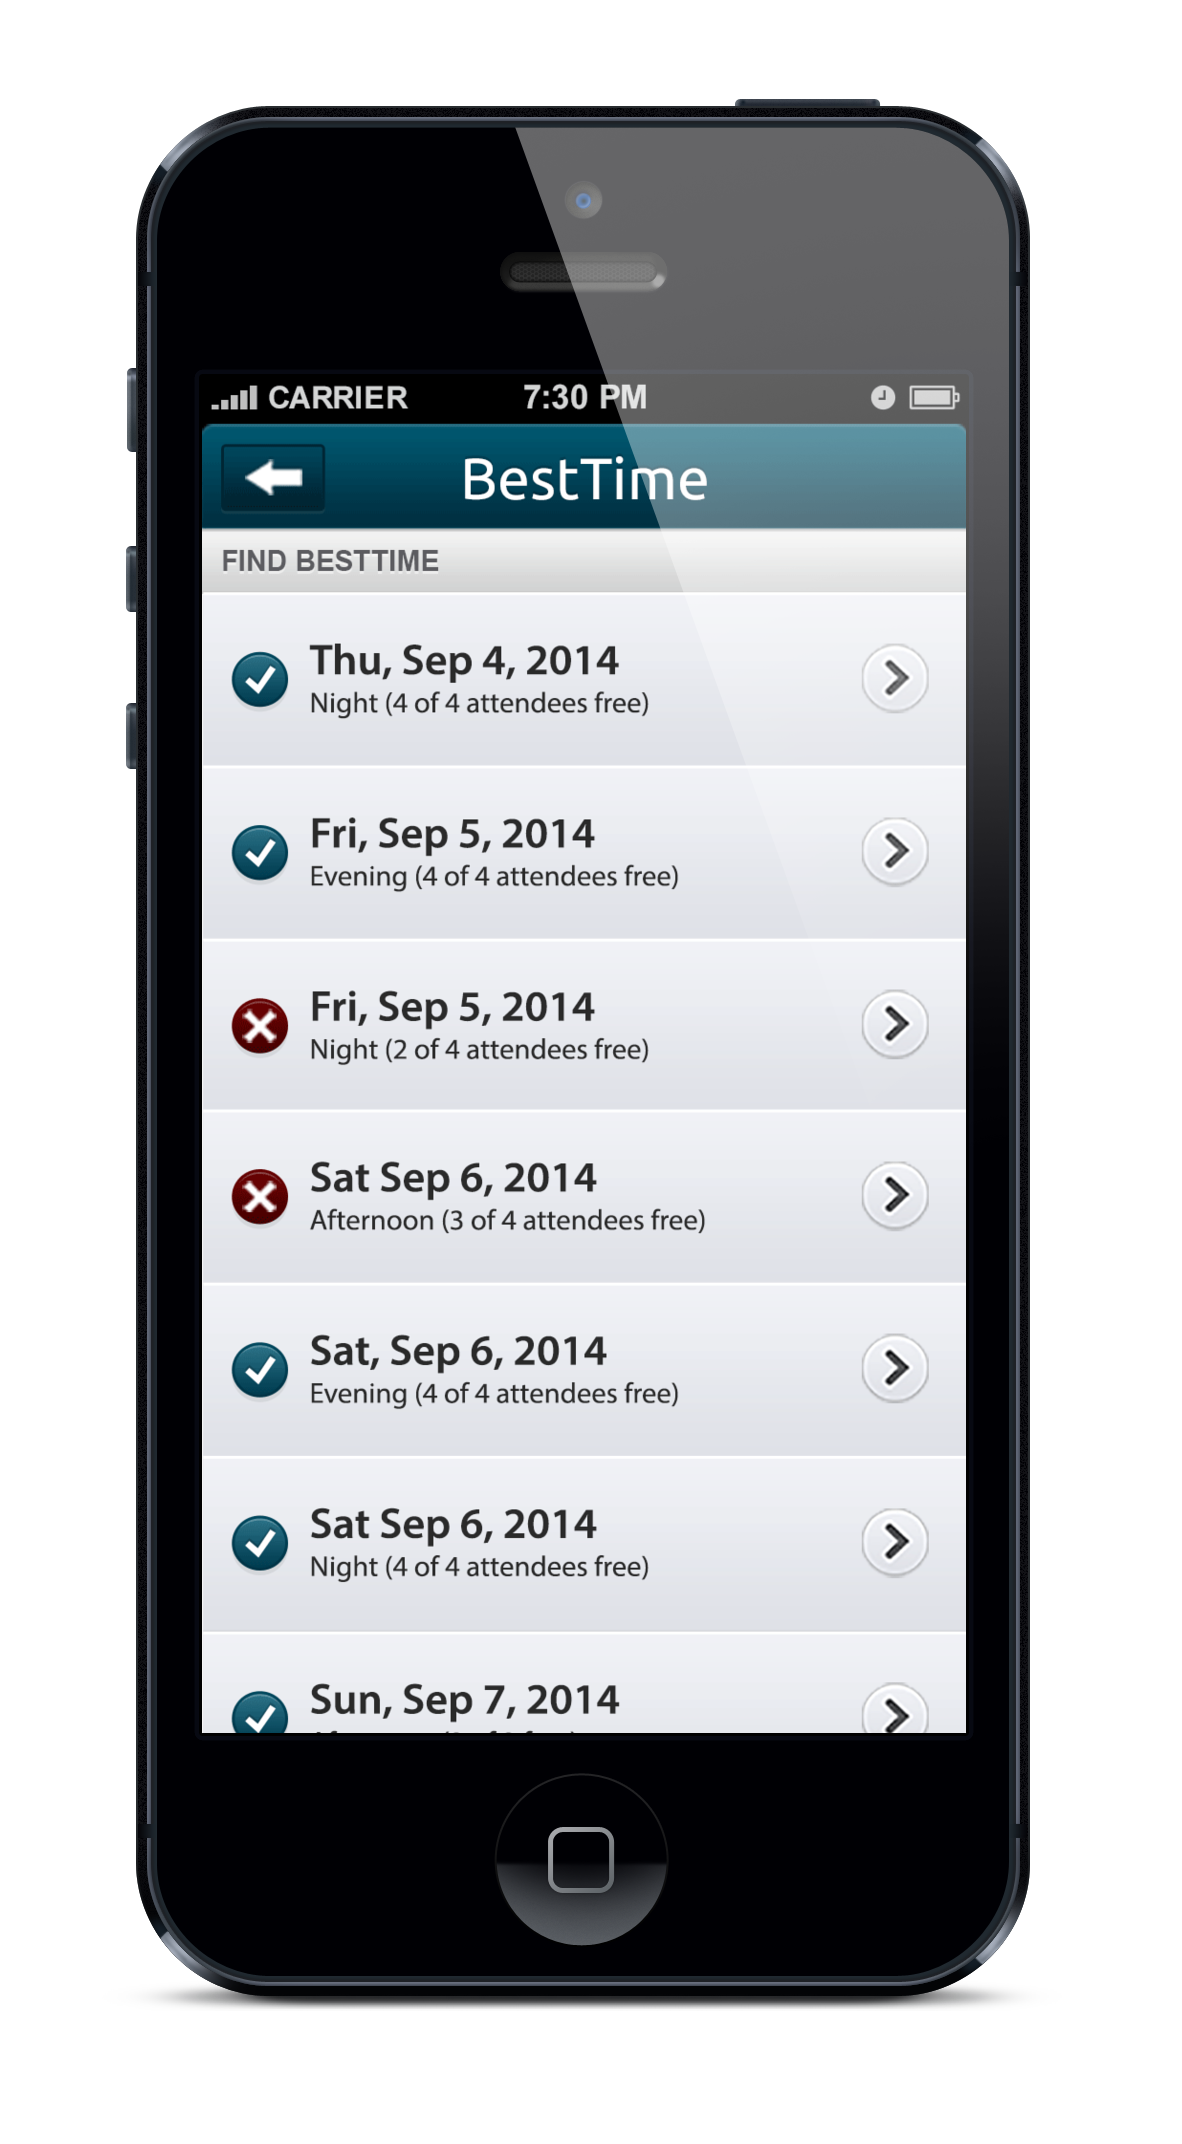 CARRIER 7:30 PM
BestTime
FIND BESTTIME
Thu, Sep 4, 2014
Night (4 of 4 attendees free)
Fri, Sep 5, 2014
Evening (4 of 4 attendees free)
Fri, Sep 5, 2014
Night (2 of 4 attendees free)
Sat Sep 6, 2014
Afternoon (3 of 4 attendees free)
Sat, Sep 6, 2014
Evening (4 of 4 attendees free)
Sat Sep 6, 2014
Night (4 of 4 attendees free)
Sun, Sep 7, 2014